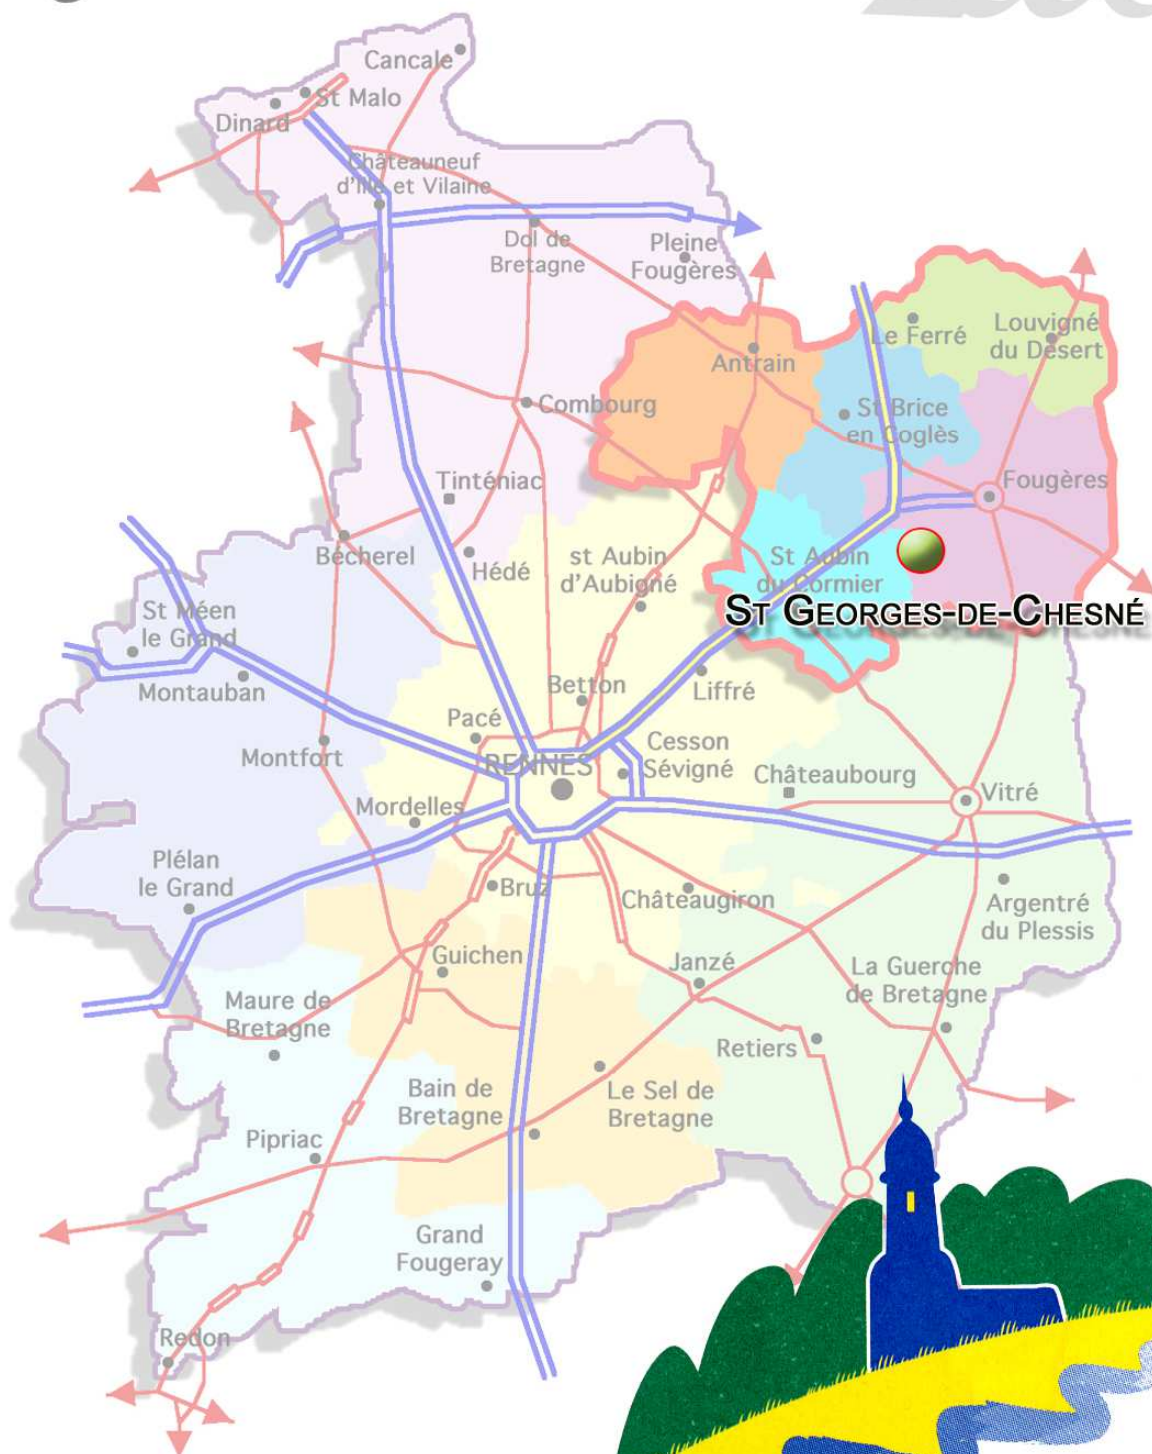 Cancale
St Malo
Dinard
Châteauneuf
d'Ille et Vilaine
Dol de
Bretagne
Pleine
Fougères
Le Ferré
Louvigné
du Désert
Antrain
Combourg
St Brice
en Coglès
Tinténiac
Fougères
Bécherel
Hédé
st Aubin
d'Aubigné
St Aubin
du Cormier
St Georges-de-Chesné
St Méen
le Grand
Montauban
Betton
Liffré
Pacé
Montfort
RENNES
Cesson
Sévigné
Châteaubourg
Vitré
Mordelles
Plélan
le Grand
Bruz
Châteaugiron
Argentré
du Plessis
Guichen
Janzé
La Guerche
de Bretagne
Maure de
Bretagne
Retiers
Bain de
Bretagne
Le Sel de
Bretagne
Pipriac
Grand
Fougeray
Redon